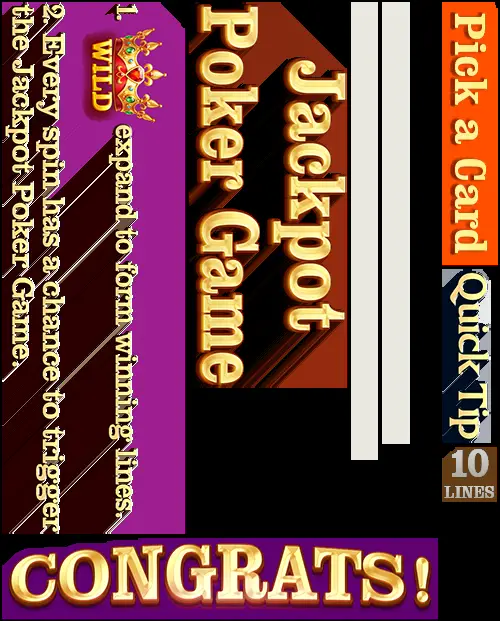 1. WILD expand to form winning lines.
2. Every spin has a chance to trigger
the Jackpot Poker Game.
Jackpot
Poker Game
Pick a Card
Quick Tip
10
LINES
CONGRATS!